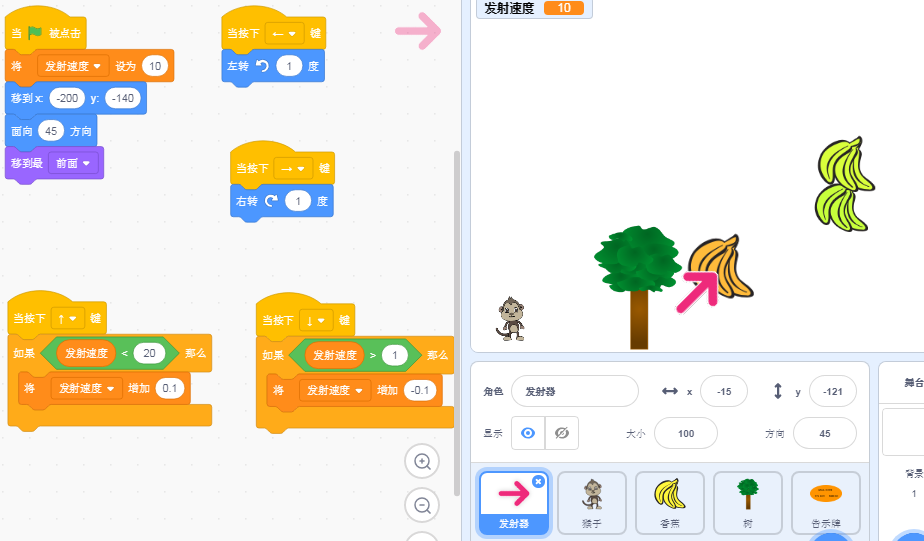 发射速度 10
当 被点击
将 发射速度 设为 10
移到 x: -200 y: -140
面向 45 方向
移到最 前面
当按下 ← 键
左转 1 度
当按下 → 键
右转 1 度
当按下 ↑ 键
如果 发射速度 < 20 那么
将 发射速度 增加 0.1
当按下 ↓ 键
如果 发射速度 > 1 那么
将 发射速度 增加 -0.1
角色 发射器 x -15 y -121
显示 大小 100 方向 45
发射器
猴子
香蕉
树
告示牌
舞台
背景
1